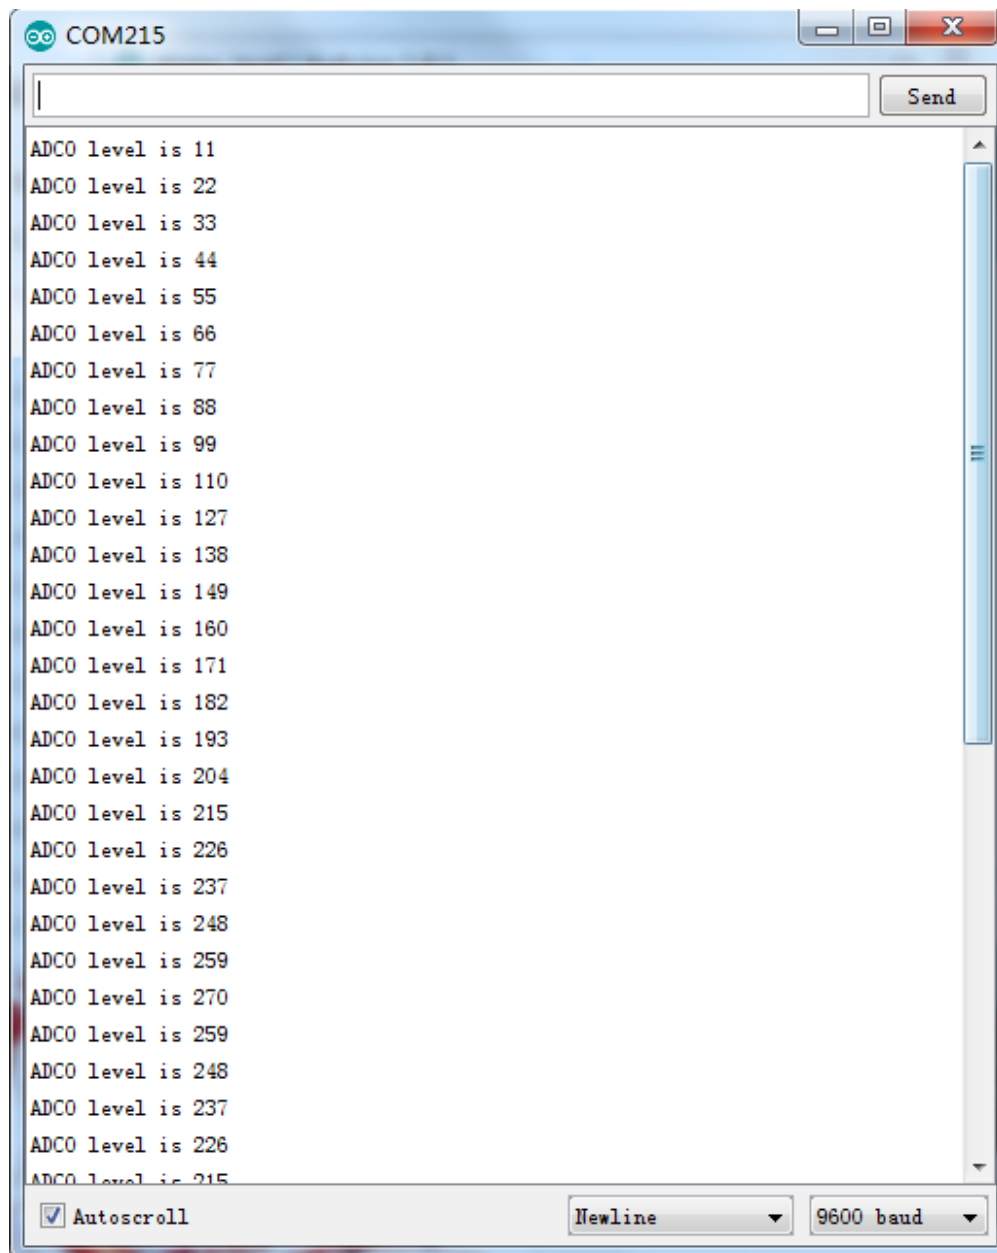 COM215
Send
ADC0 level is 11
ADC0 level is 22
ADC0 level is 33
ADC0 level is 44
ADC0 level is 55
ADC0 level is 66
ADC0 level is 77
ADC0 level is 88
ADC0 level is 99
ADC0 level is 110
ADC0 level is 127
ADC0 level is 138
ADC0 level is 149
ADC0 level is 160
ADC0 level is 171
ADC0 level is 182
ADC0 level is 193
ADC0 level is 204
ADC0 level is 215
ADC0 level is 226
ADC0 level is 237
ADC0 level is 248
ADC0 level is 259
ADC0 level is 270
ADC0 level is 259
ADC0 level is 248
ADC0 level is 237
ADC0 level is 226
ADC0 level is 215
Autoscroll Newline 9600 baud